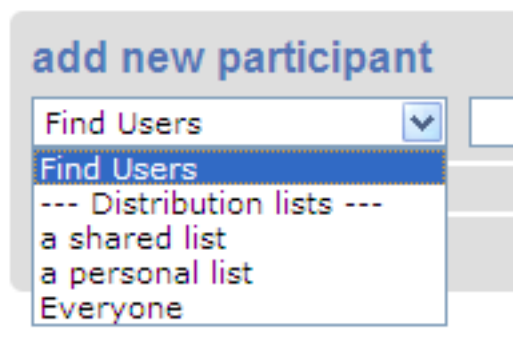 add new participant
Find Users
Find Users
--- Distribution lists ---
a shared list
a personal list
Everyone